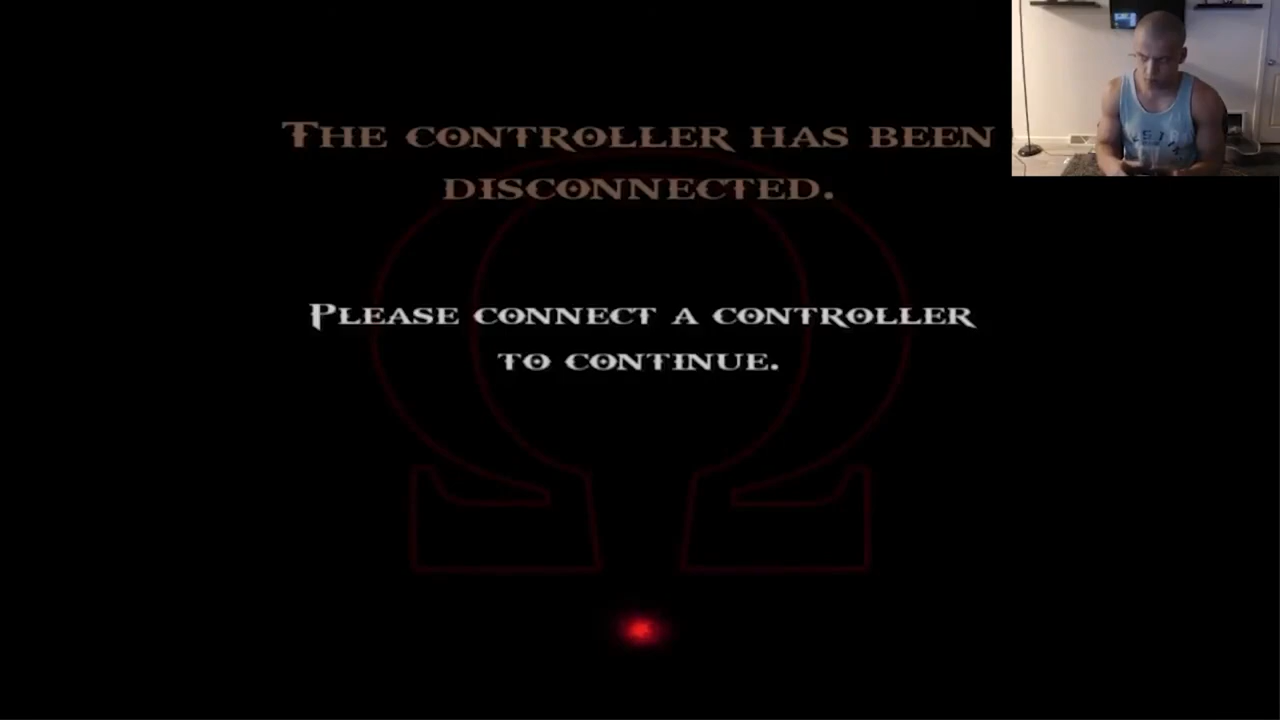 The controller has been
disconnected.
Please connect a controller
to continue.